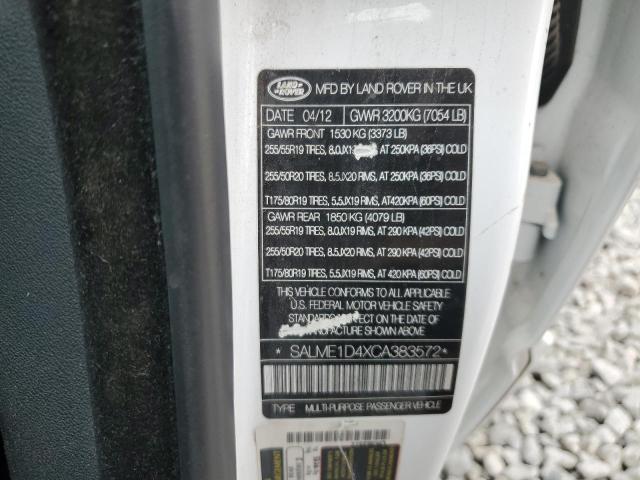 LAND ROVER MFD BY LAND ROVER IN THE UK
DATE 04/12 GVWR 3200KG (7054 LB)
GAWR FRONT 1530 KG (3373 LB)
255/55R19 TIRES, 8.0JX19 AT 250KPA (36PSI) COLD
255/50R20 TIRES, 8.5JX20 RIMS, AT 250KPA (36PSI) COLD
T175/80R19 TIRES, 5.5JX19 RIMS, AT420KPA (60PSI) COLD
GAWR REAR 1850 KG (4079 LB)
255/55R19 TIRES, 8.0JX19 RIMS, AT 290 KPA (42PSI) COLD
255/50R20 TIRES, 8.5JX20 RIMS, AT 290 KPA (42PSI) COLD
T175/80R19 TIRES, 5.5JX19 RIMS, AT 420 KPA (60PSI) COLD
THIS VEHICLE CONFORMS TO ALL APPLICABLE
U.S. FEDERAL MOTOR VEHICLE SAFETY
STANDARDS IN EFFECT ON THE DATE OF
MANUFACTURE SHOWN ABOVE.
* SALME1D4XCA383572 *
TYPE MULTI-PURPOSE PASSENGER VEHICLE